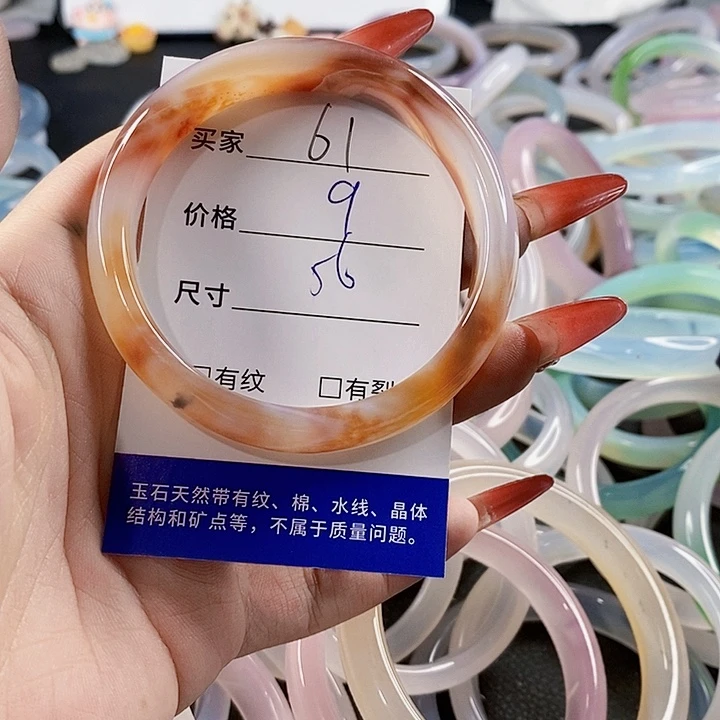 买家 61
价格 9
尺寸 56
□有纹 □有裂
玉石天然带有纹、棉、水线、晶体
结构和矿点等，不属于质量问题。